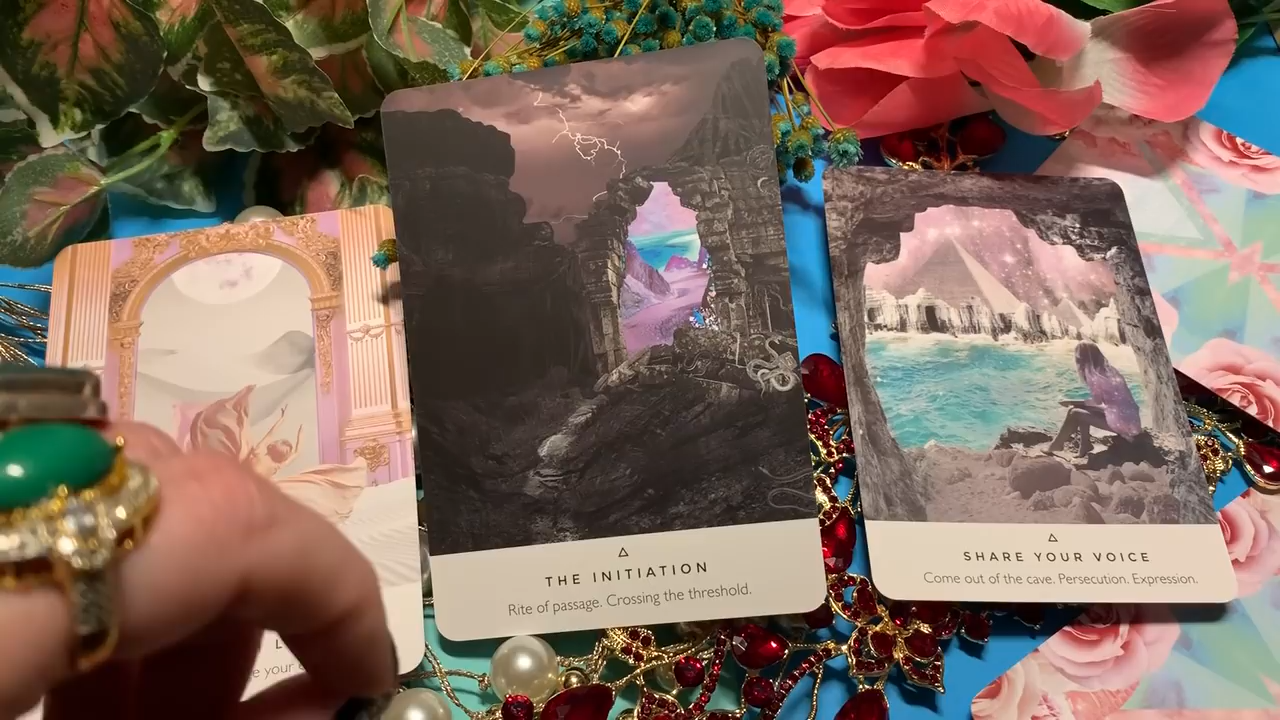 THE INITIATION
Rite of passage. Crossing the threshold.
SHARE YOUR VOICE
Come out of the cave. Persecution. Expression.